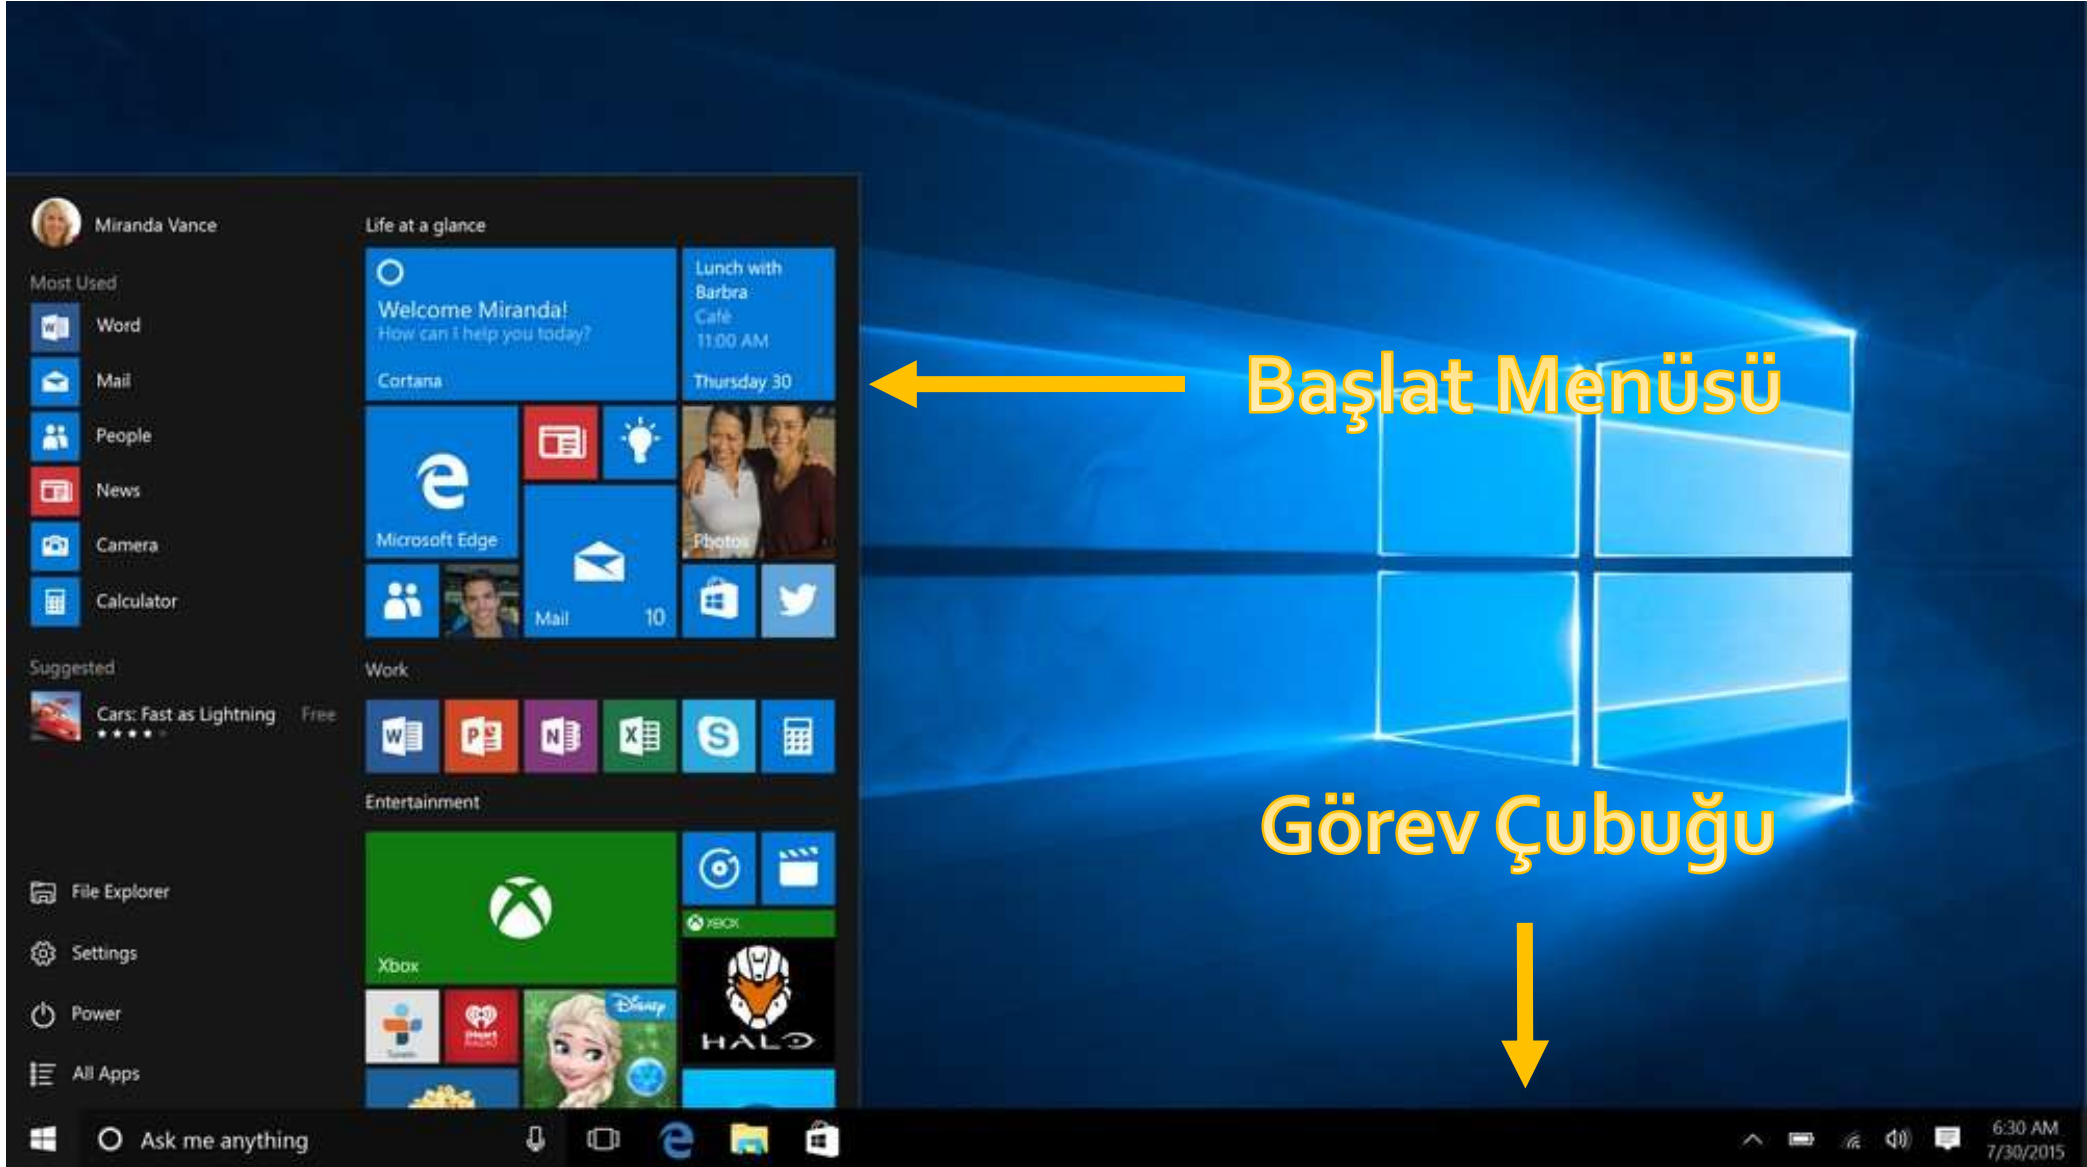 Miranda Vance
Most Used
Word
Mail
People
News
Camera
Calculator
Suggested
Cars: Fast as Lightning Free
File Explorer
Settings
Power
All Apps
Life at a glance
Welcome Miranda!
How can I help you today?
Cortana
Lunch with
Barbra
Café
11:00 AM
Thursday 30
Microsoft Edge
Mail 10
Photos
Work
Entertainment
Xbox
XBOX
TuneIn
iHeart
RADIO
Disney
HALO
Başlat Menüsü
Görev Çubuğu
Ask me anything
6:30 AM
7/30/2015